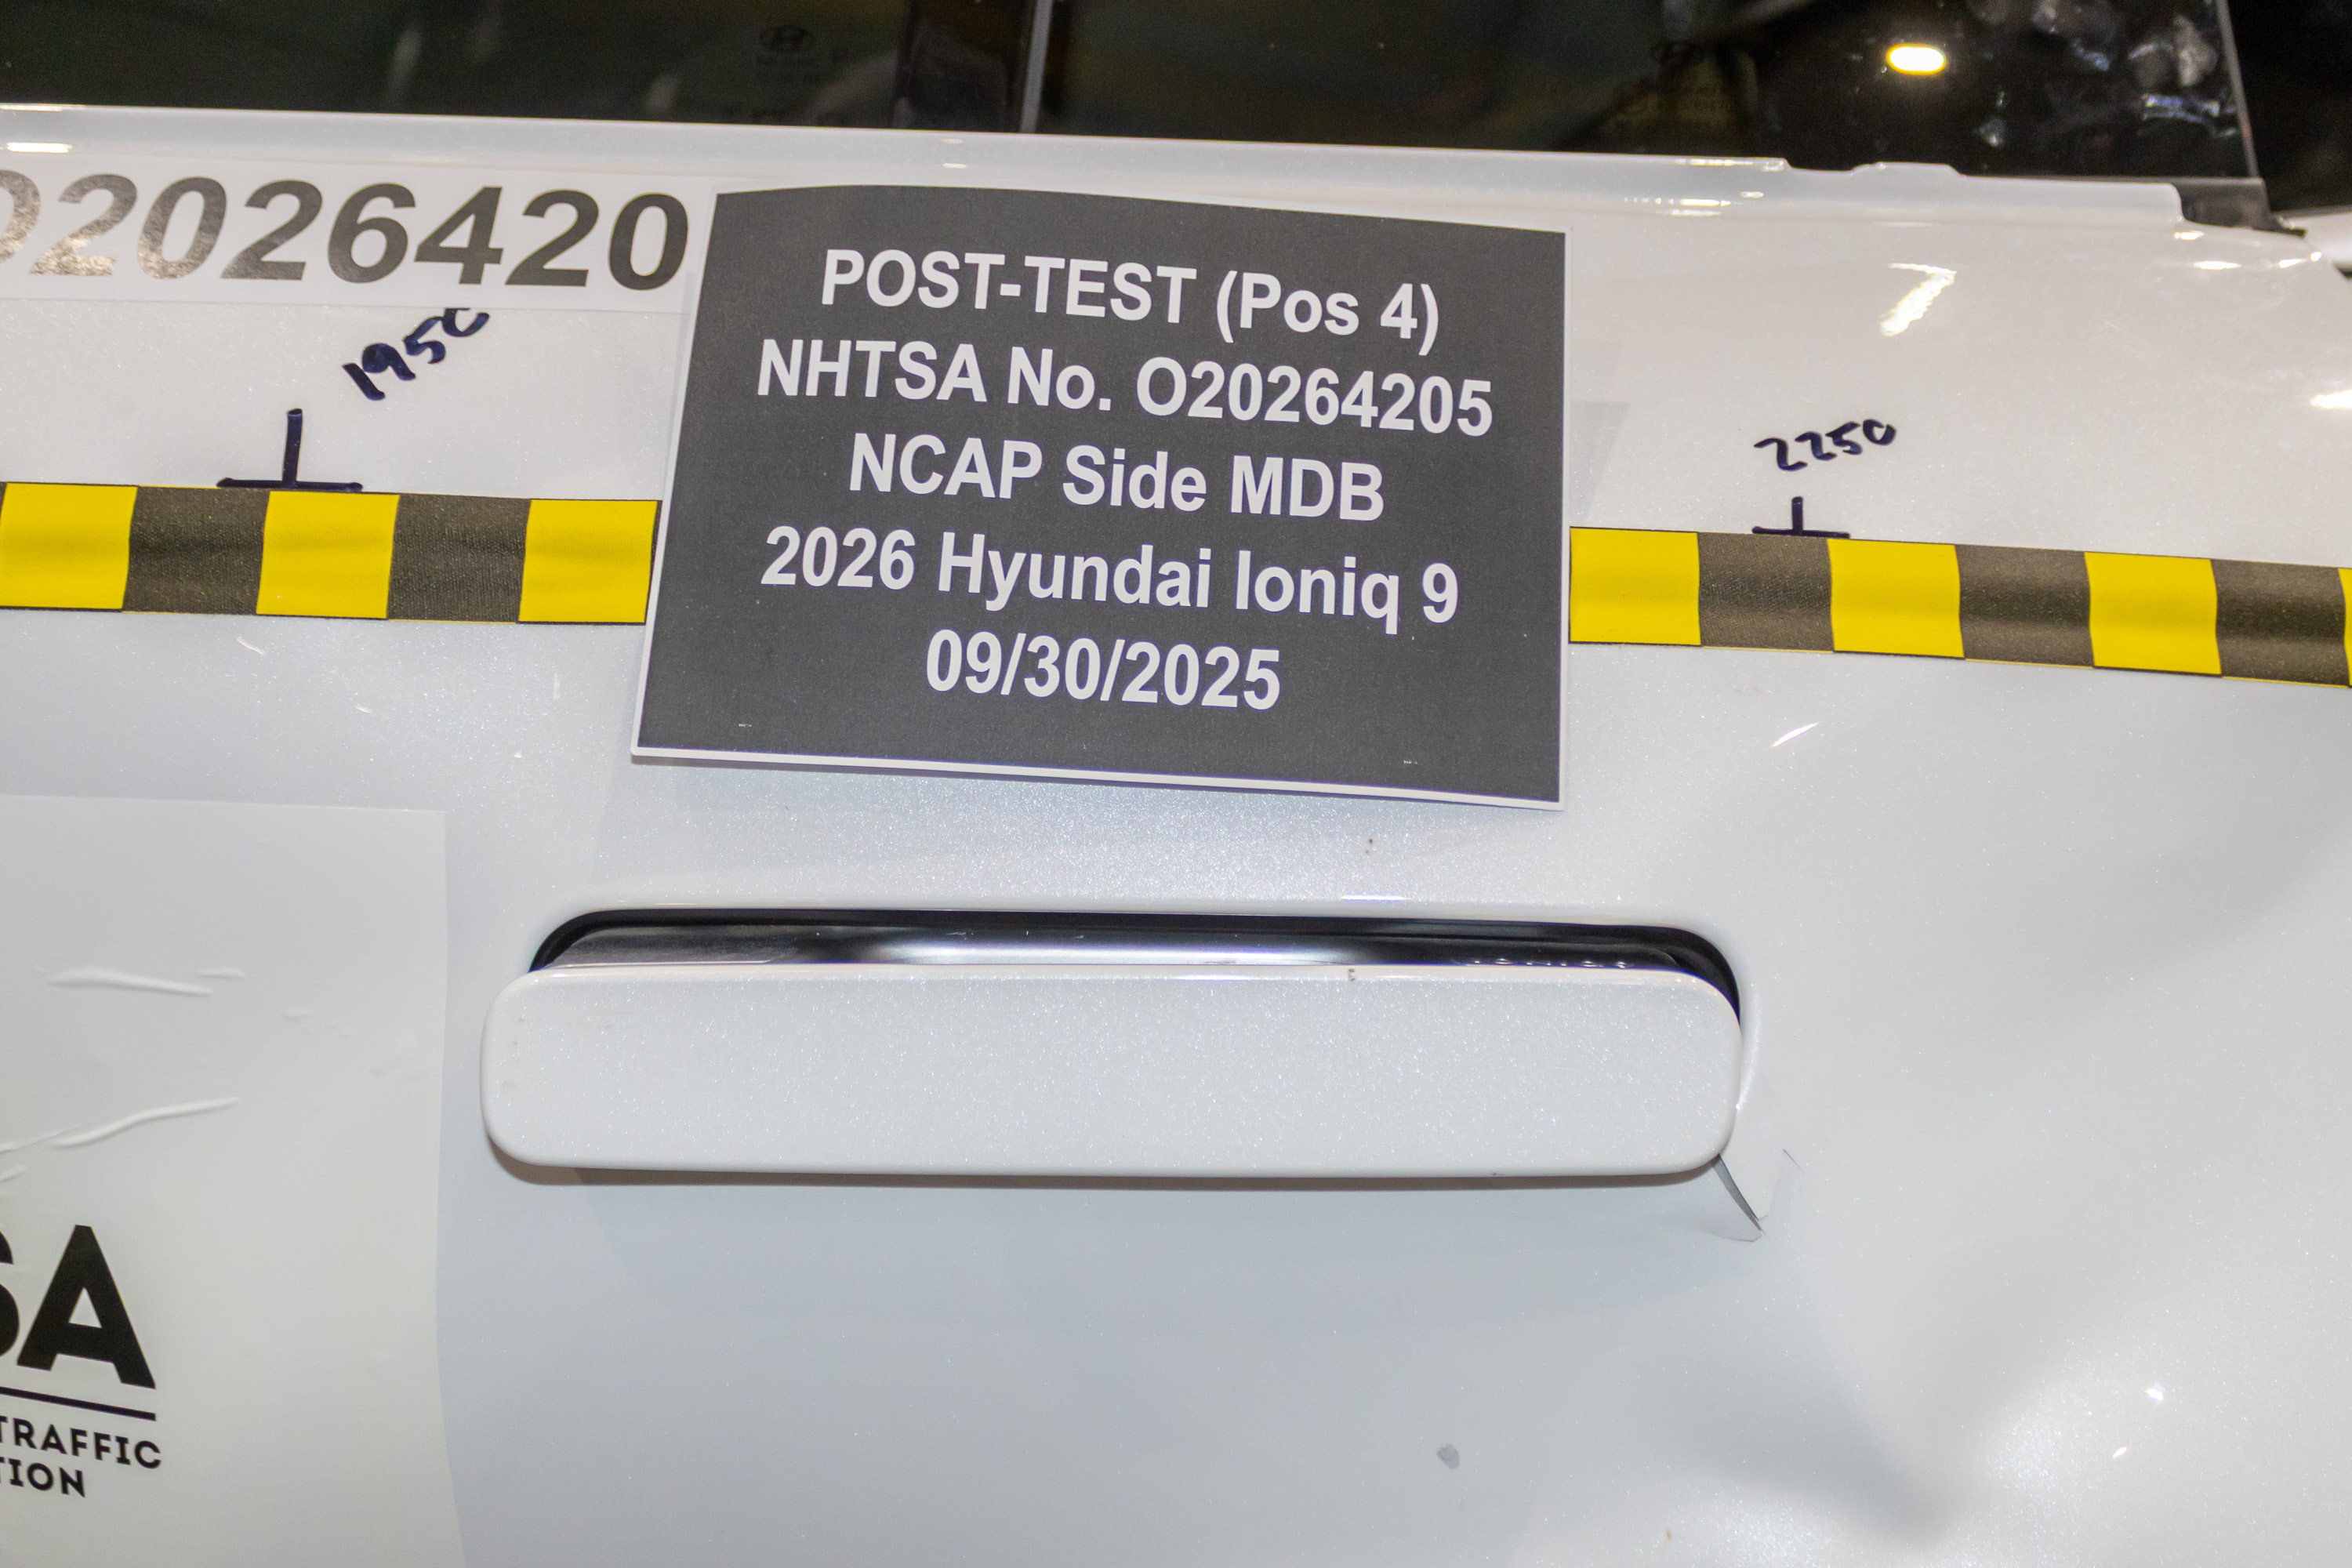 O2026420
1950
POST-TEST (Pos 4)
NHTSA No. O20264205
NCAP Side MDB
2026 Hyundai Ioniq 9
09/30/2025
2250
SA
TRAFFIC
TION